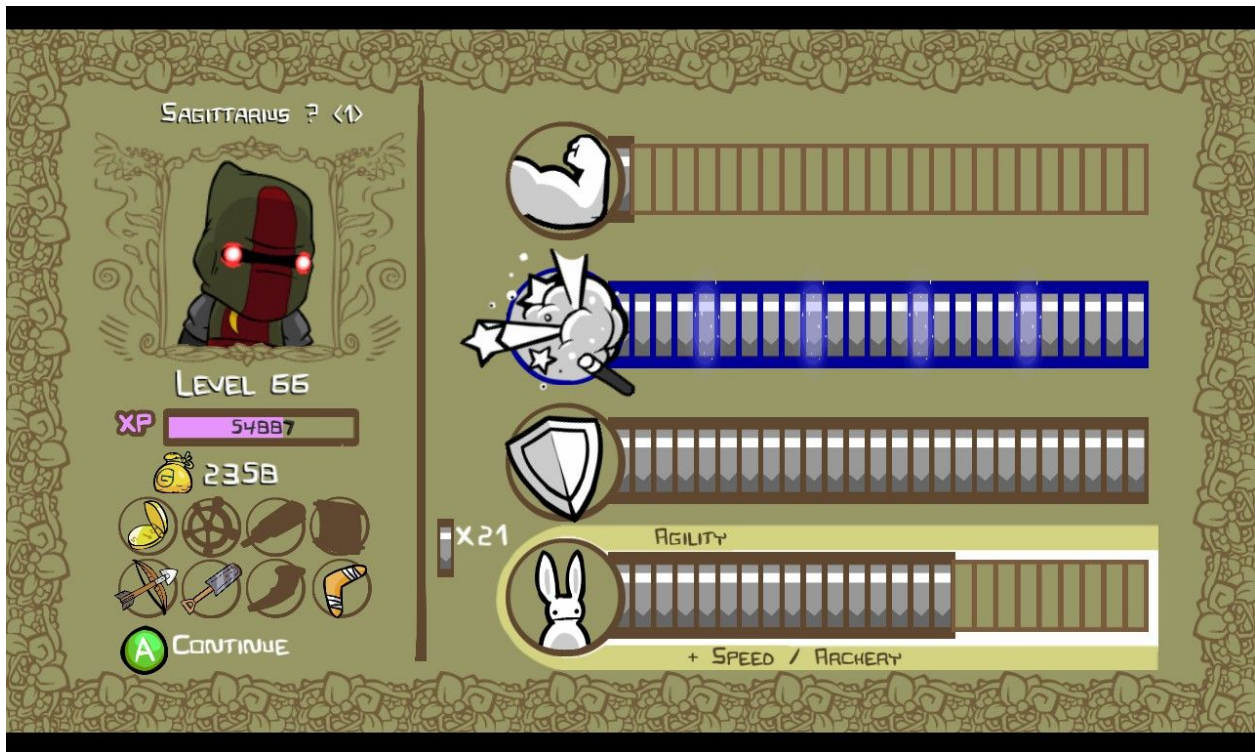 Sagittarius ? <1>
Level 66
XP
54887
2358
A Continue
x21
Agility
+ Speed / Archery